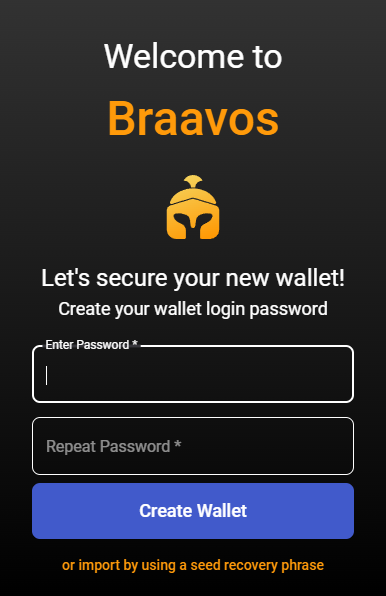 Welcome to
Braavos
Let's secure your new wallet!
Create your wallet login password
Enter Password *
Repeat Password *
Create Wallet
or import by using a seed recovery phrase